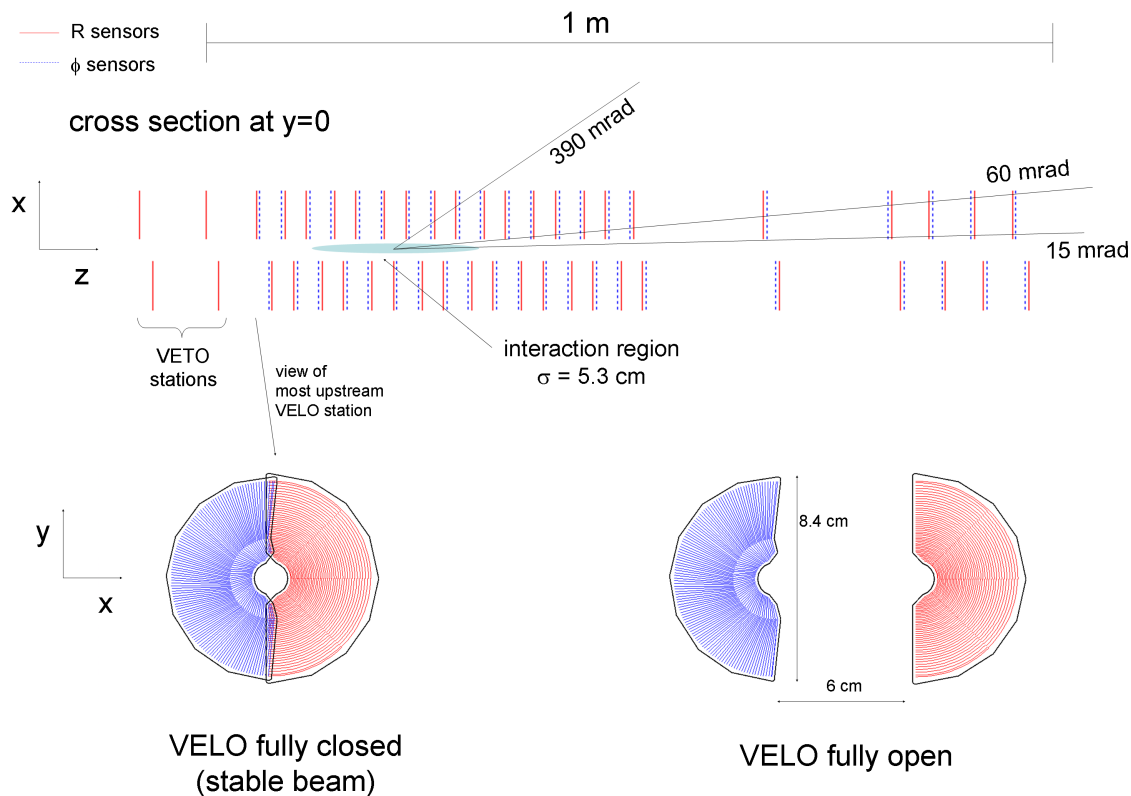 R sensors
ϕ sensors
1 m
cross section at y=0
390 mrad
60 mrad
15 mrad
x
z
VETO
stations
view of
most upstream
VELO station
interaction region
σ = 5.3 cm
y
x
8.4 cm
6 cm
VELO fully closed
(stable beam)
VELO fully open